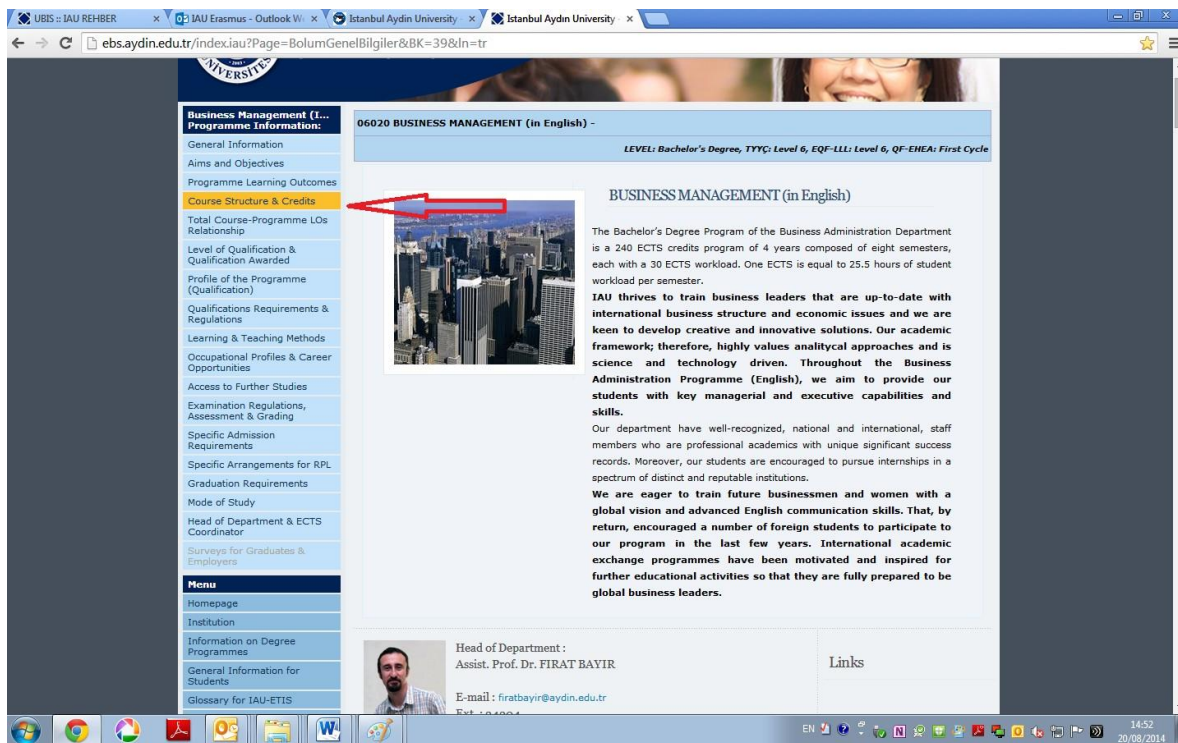 UBIS :: IAU REHBER
IAU Erasmus - Outlook W
Istanbul Aydin University
Istanbul Aydın University
ebs.aydin.edu.tr/index.iau?Page=BolumGenelBilgiler&BK=39&ln=tr
Business Management (I...
Programme Information:
General Information
Aims and Objectives
Programme Learning Outcomes
Course Structure & Credits
Total Course-Programme LOs
Relationship
Level of Qualification &
Qualification Awarded
Profile of the Programme
(Qualification)
Qualifications Requirements &
Regulations
Learning & Teaching Methods
Occupational Profiles & Career
Opportunities
Access to Further Studies
Examination Regulations,
Assessment & Grading
Specific Admission
Requirements
Specific Arrangements for RPL
Graduation Requirements
Mode of Study
Head of Department & ECTS
Coordinator
Surveys for Graduates &
Employers
Menu
Homepage
Institution
Information on Degree
Programmes
General Information for
Students
Glossary for IAU-ETIS
06020 BUSINESS MANAGEMENT (in English) -
LEVEL: Bachelor's Degree, TYYÇ: Level 6, EQF-LLL: Level 6, QF-EHEA: First Cycle
BUSINESS MANAGEMENT (in English)
The Bachelor's Degree Program of the Business Administration Department
is a 240 ECTS credits program of 4 years composed of eight semesters,
each with a 30 ECTS workload. One ECTS is equal to 25.5 hours of student
workload per semester.
IAU thrives to train business leaders that are up-to-date with
international business structure and economic issues and we are
keen to develop creative and innovative solutions. Our academic
framework; therefore, highly values analitycal approaches and is
science and technology driven. Throughout the Business
Administration Programme (English), we aim to provide our
students with key managerial and executive capabilities and
skills.
Our department have well-recognized, national and international, staff
members who are professional academics with unique significant success
records. Moreover, our students are encouraged to pursue internships in a
spectrum of distinct and reputable institutions.
We are eager to train future businessmen and women with a
global vision and advanced English communication skills. That, by
return, encouraged a number of foreign students to participate to
our program in the last few years. International academic
exchange programmes have been motivated and inspired for
further educational activities so that they are fully prepared to be
global business leaders.
Head of Department :
Assist. Prof. Dr. FIRAT BAYIR
E-mail : firatbayir@aydin.edu.tr
Links
EN
14:52
20/08/2014